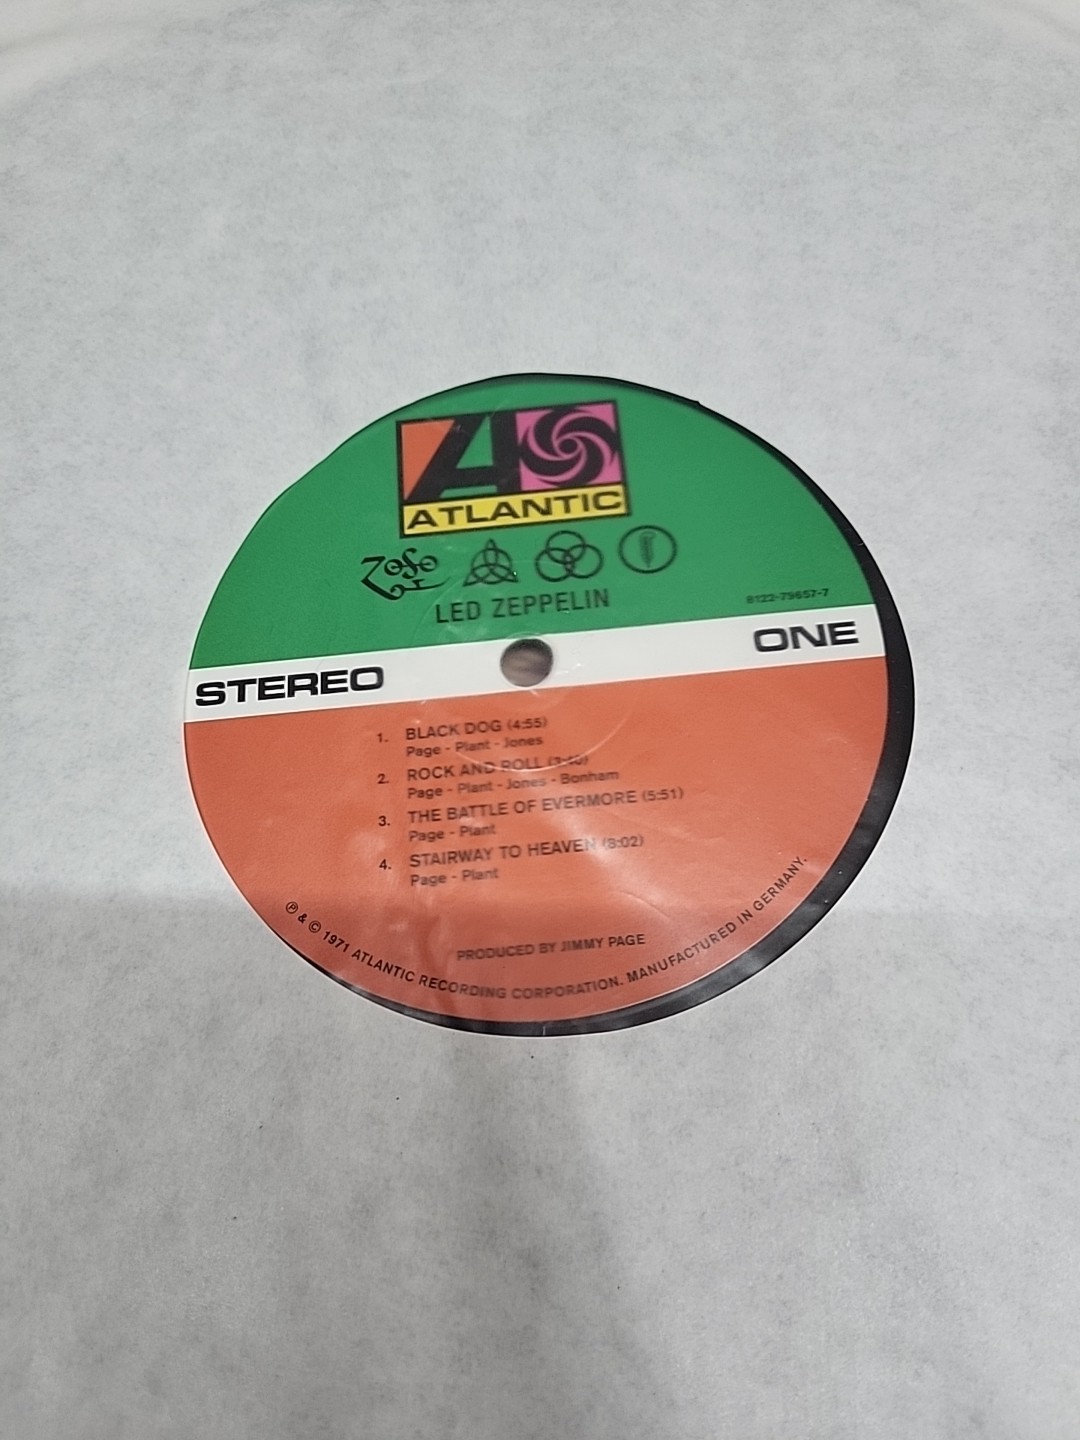 ATLANTIC
LED ZEPPELIN
8122-79657-7
STEREO
ONE
1. BLACK DOG (4:55)
Page - Plant - Jones
2. ROCK AND ROLL (3:40)
Page - Plant - Jones - Bonham
3. THE BATTLE OF EVERMORE (5:51)
Page - Plant
4. STAIRWAY TO HEAVEN (8:02)
Page - Plant
PRODUCED BY JIMMY PAGE
℗ & © 1971 ATLANTIC RECORDING CORPORATION. MANUFACTURED IN GERMANY.